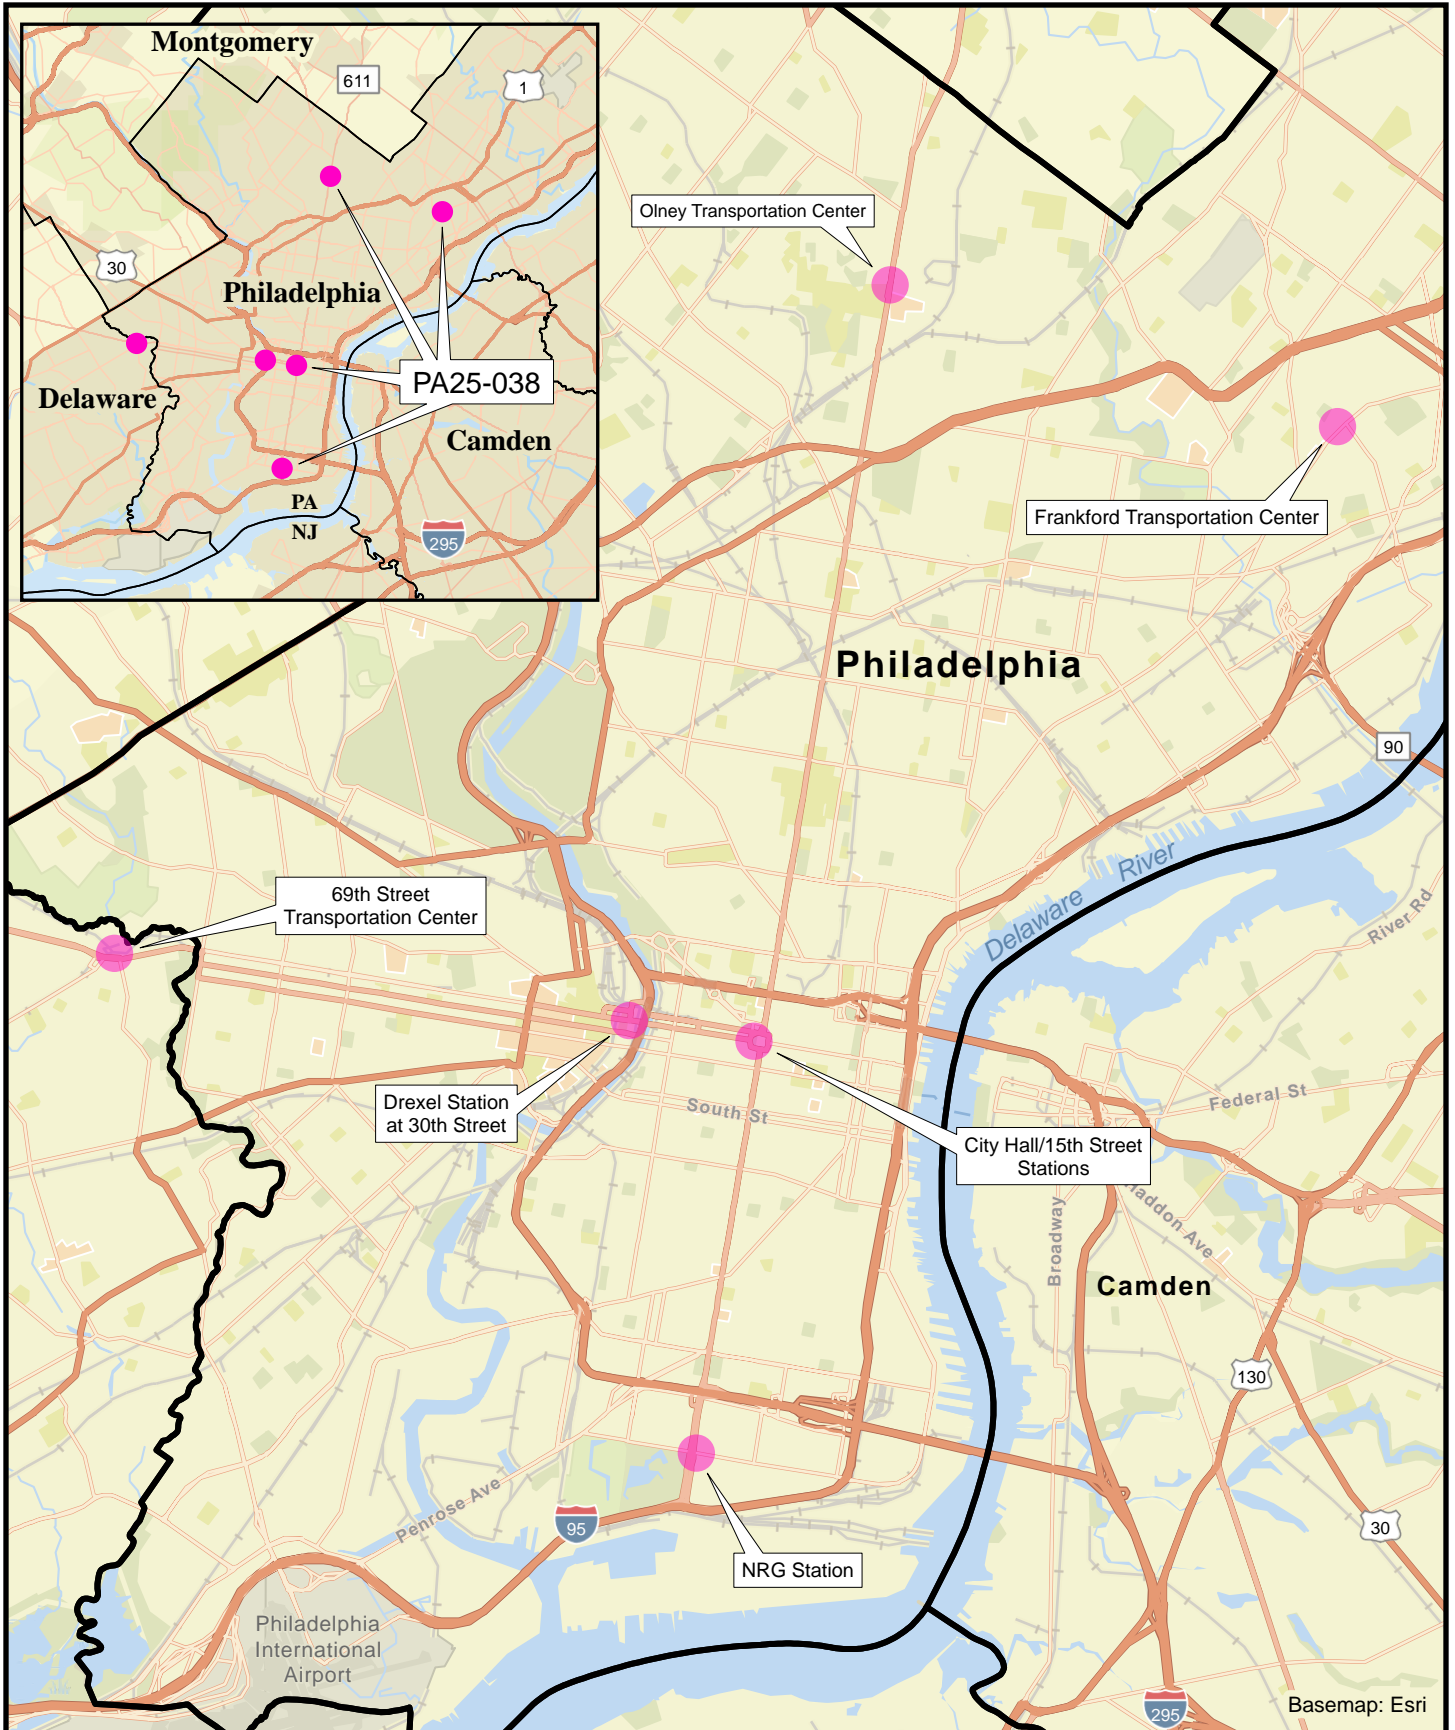 Montgomery
611
1
30
Philadelphia
Delaware
PA25-038
Camden
PA
NJ
295
Olney Transportation Center
Frankford Transportation Center
Philadelphia
90
Delaware River
River Rd
69th Street
Transportation Center
Drexel Station
at 30th Street
South St
Federal St
City Hall/15th Street
Stations
Broadway
Haddon Ave
Camden
130
Penrose Ave
95
30
NRG Station
Philadelphia
International
Airport
295
Basemap: Esri